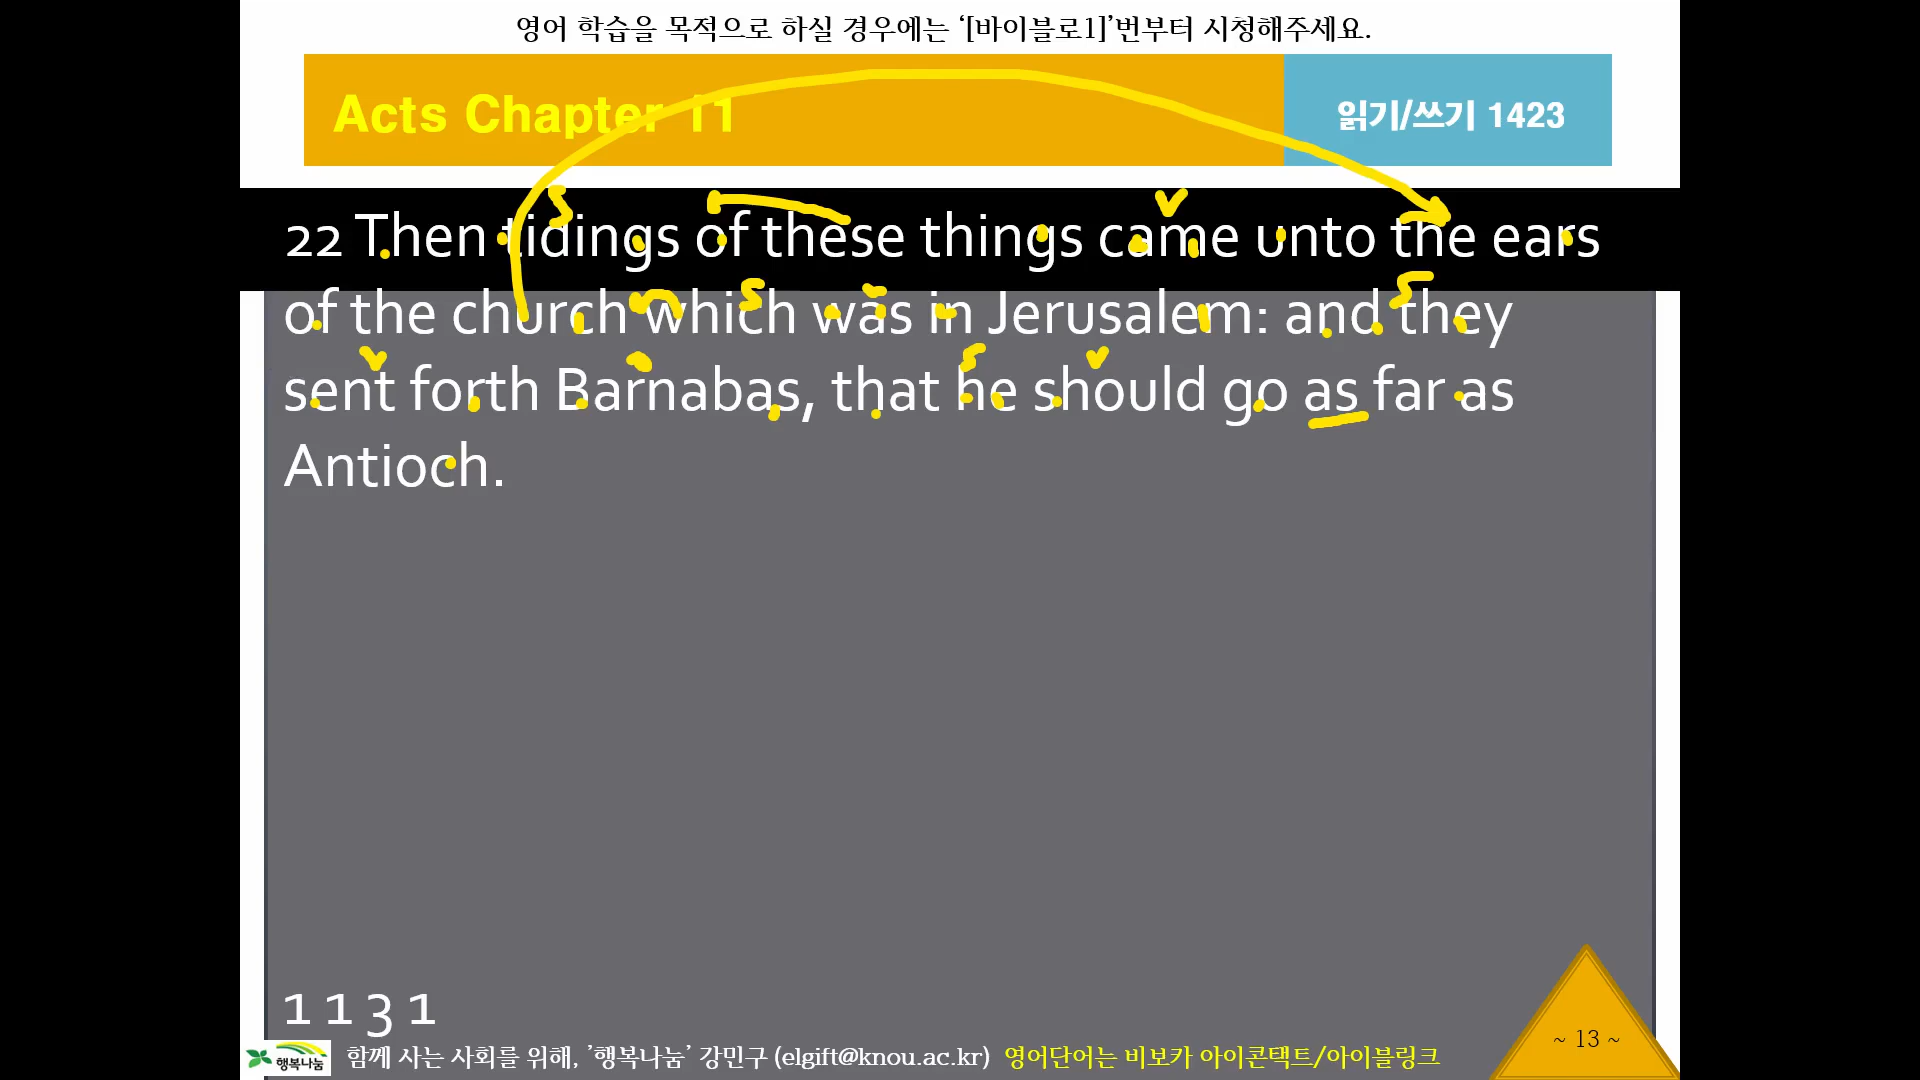 영어 학습을 목적으로 하실 경우에는 ‘[바이블로1]’번부터 시청해주세요.
Acts Chapter 11
읽기/쓰기 1423
22 Then tidings of these things came unto the ears
of the church which was in Jerusalem: and they
sent forth Barnabas, that he should go as far as
Antioch.
1 1 3 1
~ 13 ~
행복나눔
함께 사는 사회를 위해, ’행복나눔’ 강민구 (elgift@knou.ac.kr) 영어단어는 비보카 아이콘택트/아이블링크